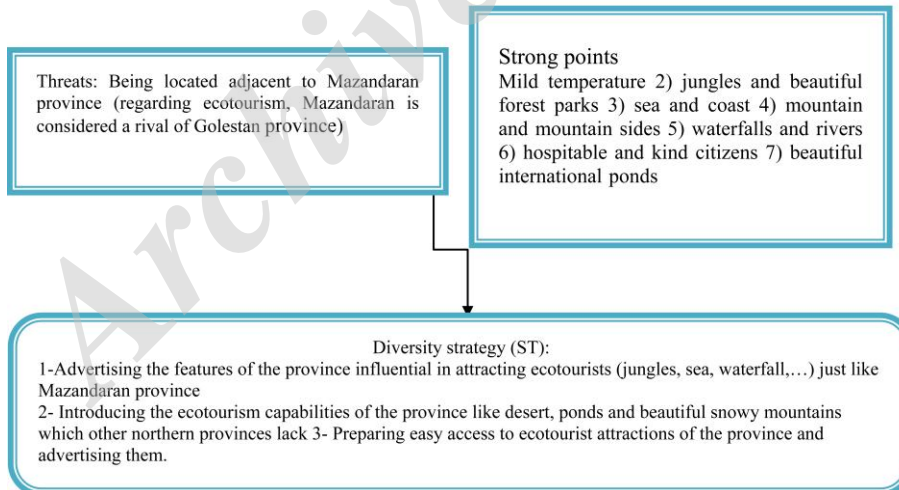 Threats: Being located adjacent to Mazandaran
province (regarding ecotourism, Mazandaran is
considered a rival of Golestan province)
Strong points
Mild temperature 2) jungles and beautiful
forest parks 3) sea and coast 4) mountain
and mountain sides 5) waterfalls and rivers
6) hospitable and kind citizens 7) beautiful
international ponds
Diversity strategy (ST):
1-Advertising the features of the province influential in attracting ecotourists (jungles, sea, waterfall,…) just like
Mazandaran province
2- Introducing the ecotourism capabilities of the province like desert, ponds and beautiful snowy mountains
which other northern provinces lack 3- Preparing easy access to ecotourist attractions of the province and
advertising them.
Archive